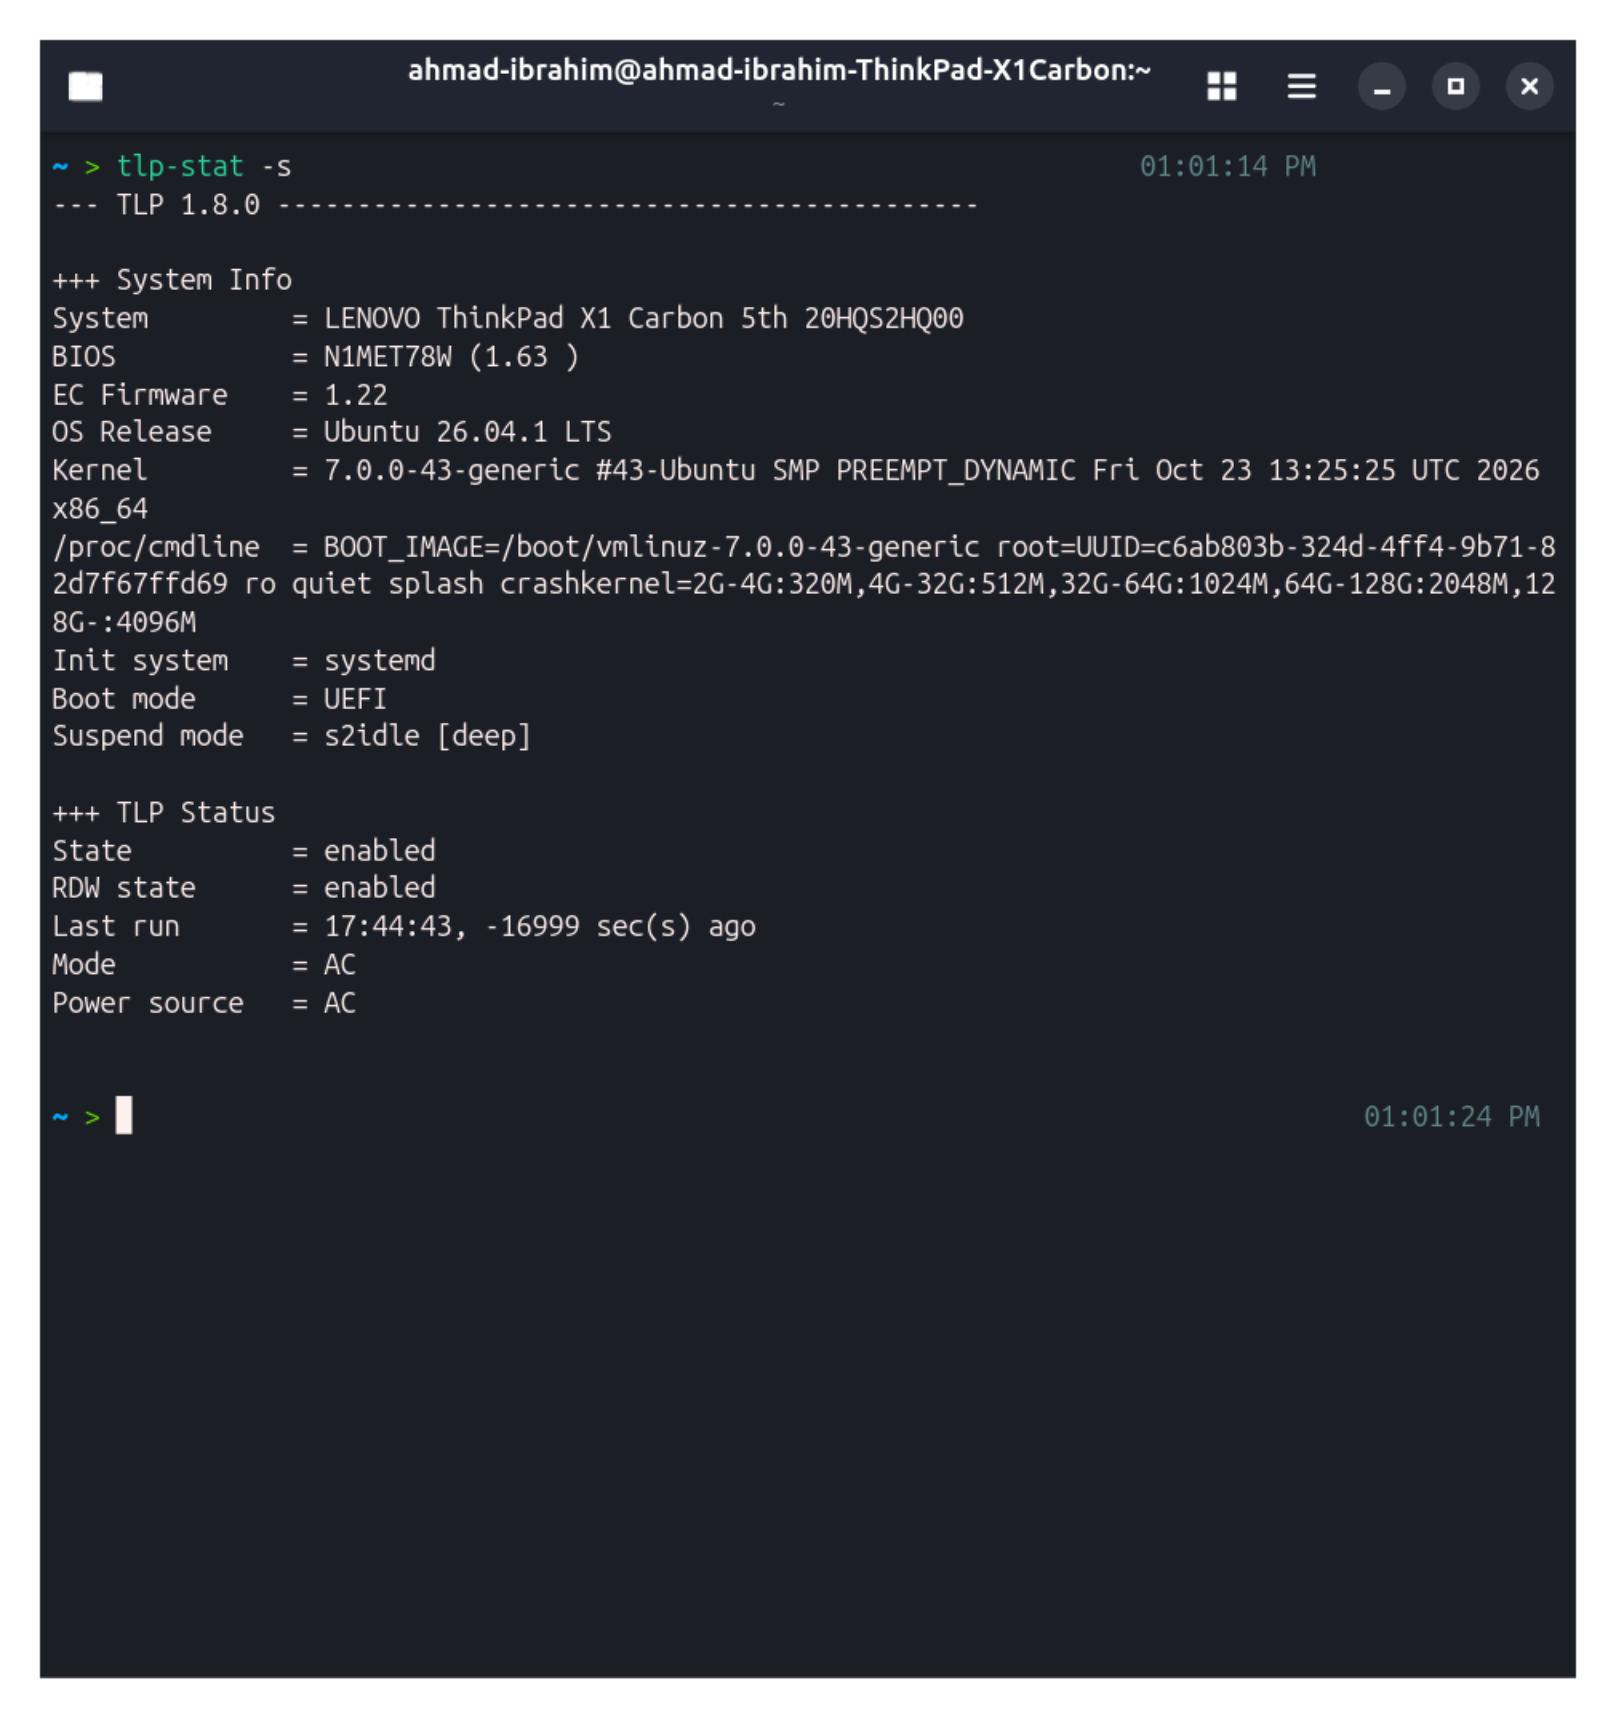 ahmad-ibrahim@ahmad-ibrahim-ThinkPad-X1Carbon:~
~
~ > tlp-stat -s 01:01:14 PM
--- TLP 1.8.0 --------------------------------------------
+++ System Info
System         = LENOVO ThinkPad X1 Carbon 5th 20HQS2HQ00
BIOS           = N1MET78W (1.63 )
EC Firmware    = 1.22
OS Release     = Ubuntu 26.04.1 LTS
Kernel         = 7.0.0-43-generic #43-Ubuntu SMP PREEMPT_DYNAMIC Fri Oct 23 13:25:25 UTC 2026
x86_64
/proc/cmdline  = BOOT_IMAGE=/boot/vmlinuz-7.0.0-43-generic root=UUID=c6ab803b-324d-4ff4-9b71-8
2d7f67ffd69 ro quiet splash crashkernel=2G-4G:320M,4G-32G:512M,32G-64G:1024M,64G-128G:2048M,12
8G-:4096M
Init system    = systemd
Boot mode      = UEFI
Suspend mode   = s2idle [deep]
+++ TLP Status
State          = enabled
RDW state      = enabled
Last run       = 17:44:43, -16999 sec(s) ago
Mode           = AC
Power source   = AC
~ > 01:01:24 PM